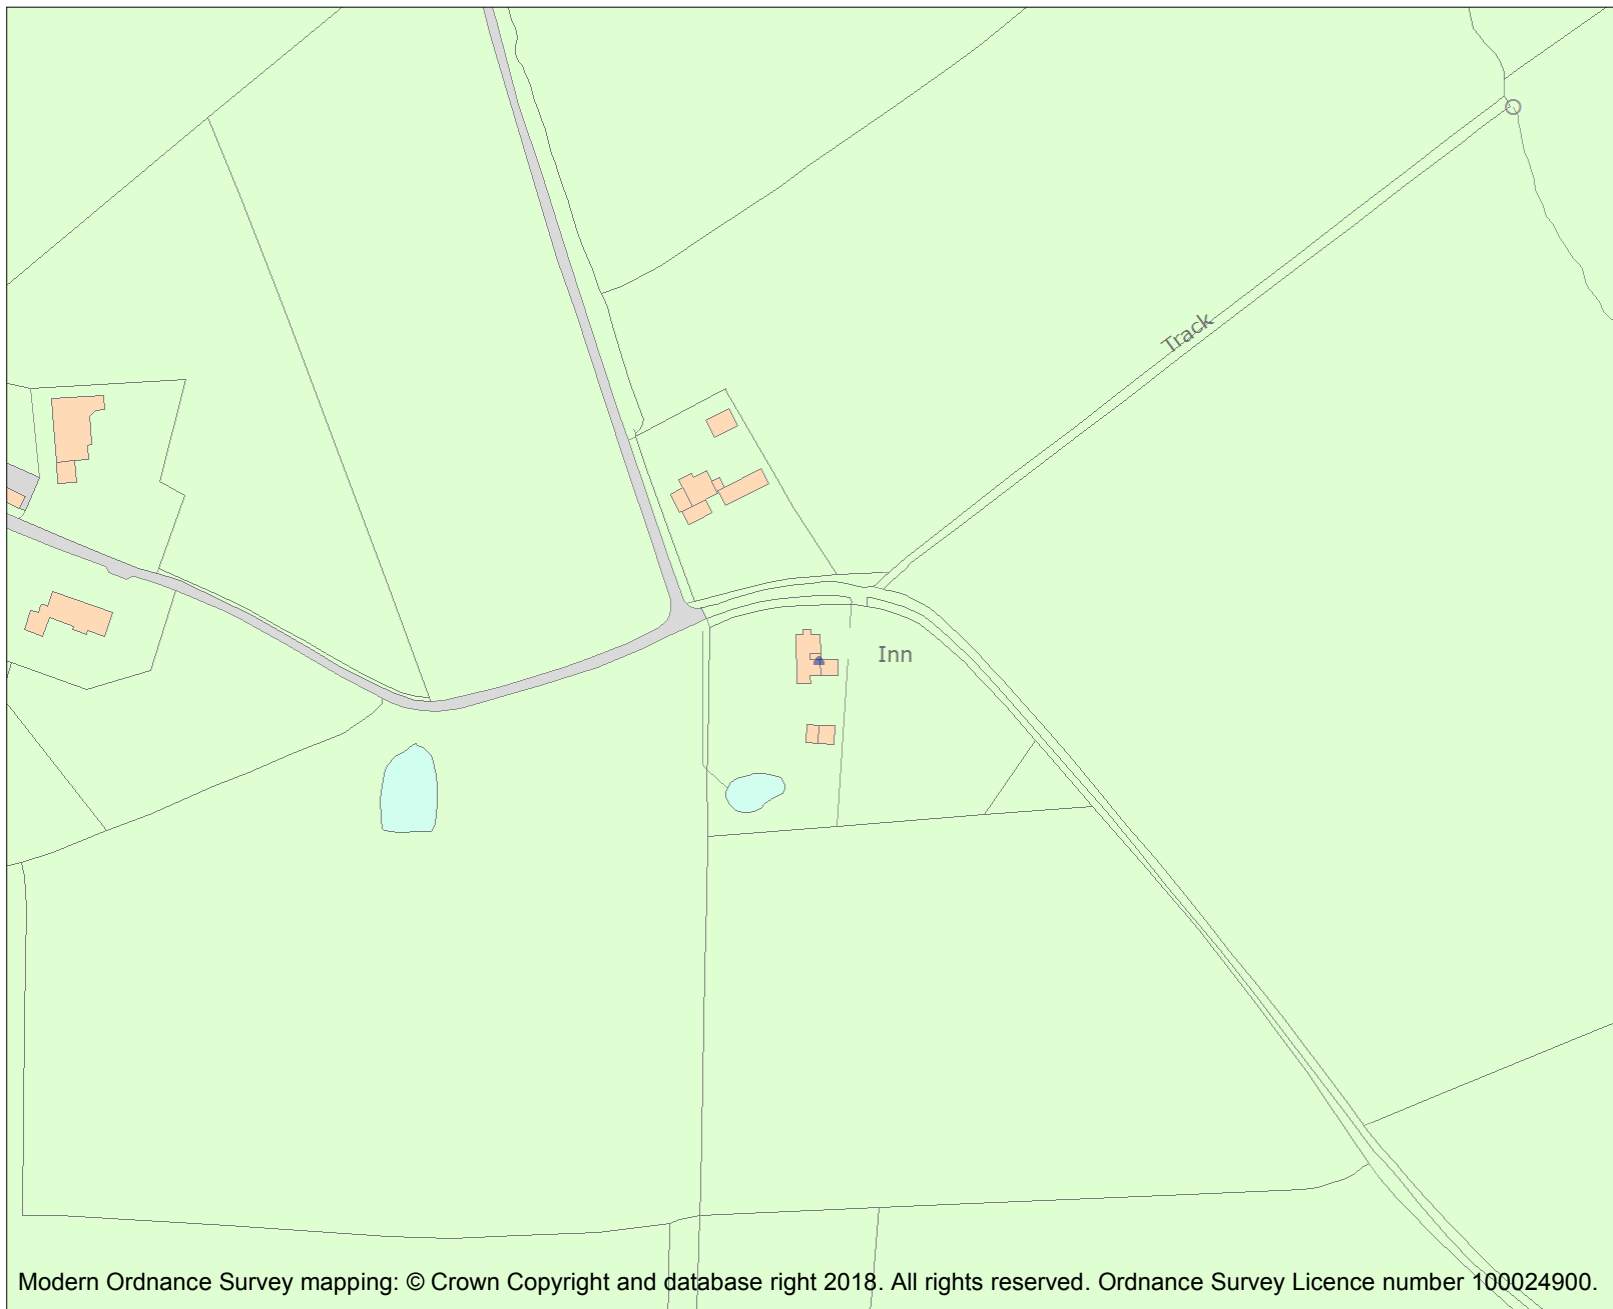 Track
Inn
Modern Ordnance Survey mapping: © Crown Copyright and database right 2018. All rights reserved. Ordnance Survey Licence number 100024900.